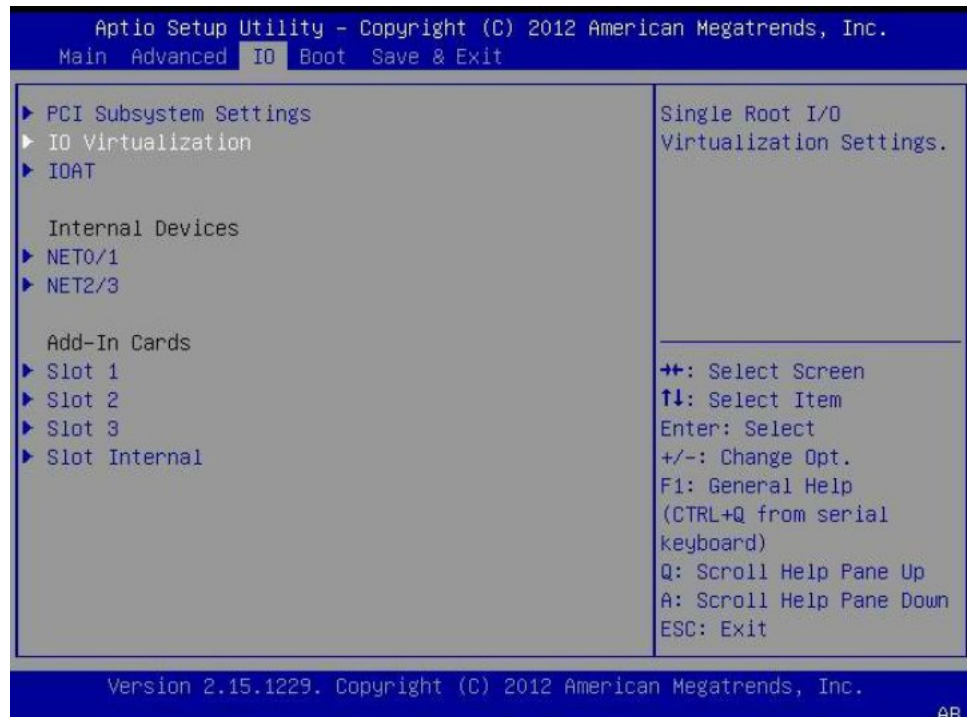 Aptio Setup Utility – Copyright (C) 2012 American Megatrends, Inc.
Main Advanced IO Boot Save & Exit
▶ PCI Subsystem Settings
▶ IO Virtualization
▶ IOAT
Internal Devices
▶ NET0/1
▶ NET2/3
Add-In Cards
▶ Slot 1
▶ Slot 2
▶ Slot 3
▶ Slot Internal
Single Root I/O
Virtualization Settings.
→←: Select Screen
↑↓: Select Item
Enter: Select
+/-: Change Opt.
F1: General Help
(CTRL+Q from serial
keyboard)
Q: Scroll Help Pane Up
A: Scroll Help Pane Down
ESC: Exit
Version 2.15.1229. Copyright (C) 2012 American Megatrends, Inc.
AB